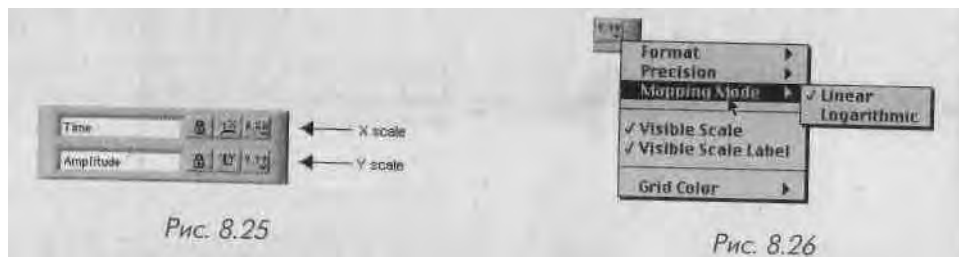 Time
X scale
Amplitude
Y scale
Рис. 8.25
Format
Precision
Mapping Mode
✓ Linear
Logarithmic
✓ Visible Scale
✓ Visible Scale Label
Grid Color
Рис. 8.26